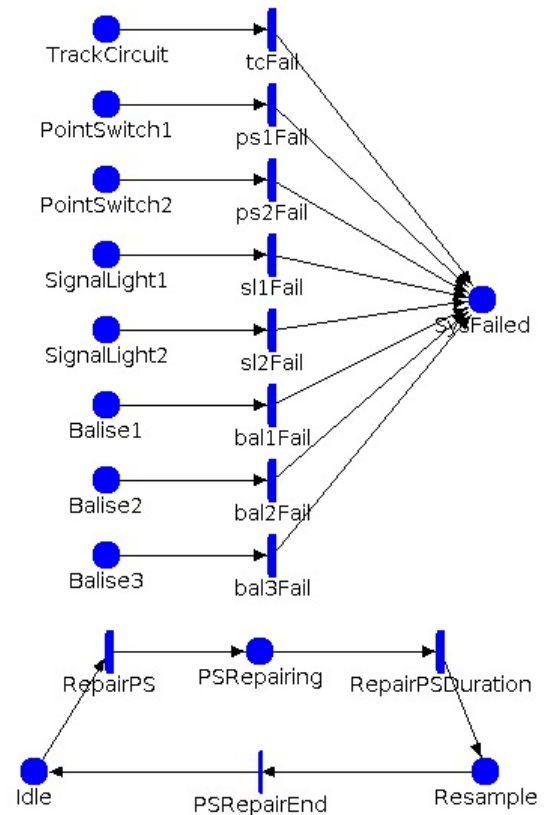 TrackCircuit
tcFail
PointSwitch1
ps1Fail
PointSwitch2
ps2Fail
SignalLight1
sl1Fail
SysFailed
SignalLight2
sl2Fail
Balise1
bal1Fail
Balise2
bal2Fail
Balise3
bal3Fail
RepairPS
PSRepairing
RepairPSDuration
Idle
PSRepairEnd
Resample